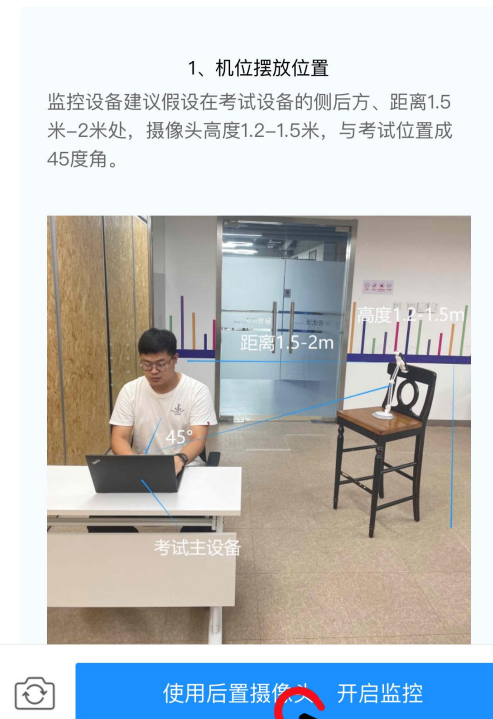 1、机位摆放位置
监控设备建议假设在考试设备的侧后方、距离1.5
米–2米处，摄像头高度1.2–1.5米，与考试位置成
45度角。
高度1.2-1.5m
距离1.5-2m
45°
考试主设备
使用后置摄像头 开启监控